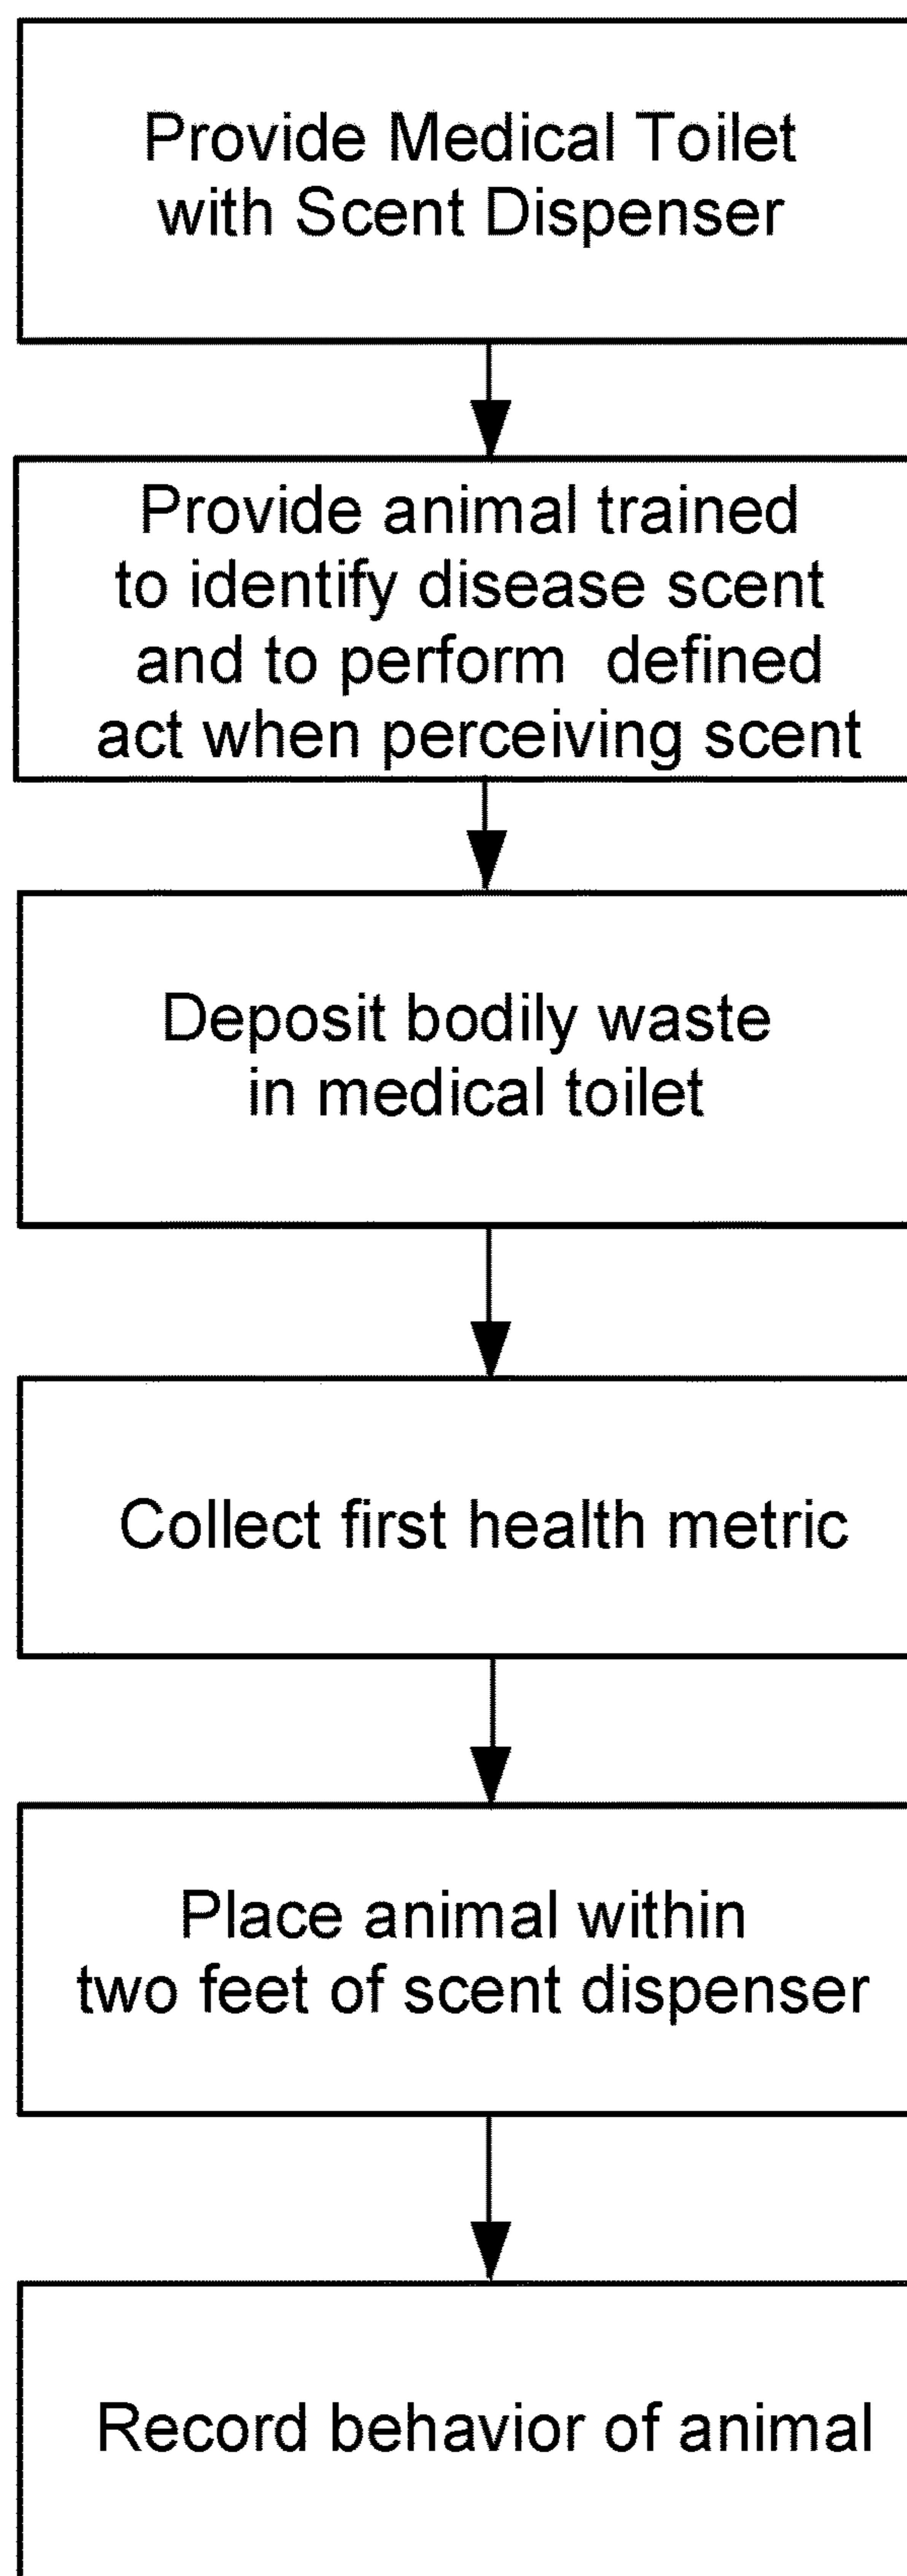 Provide Medical Toilet
with Scent Dispenser
Provide animal trained
to identify disease scent
and to perform defined
act when perceiving scent
Deposit bodily waste
in medical toilet
Collect first health metric
Place animal within
two feet of scent dispenser
Record behavior of animal